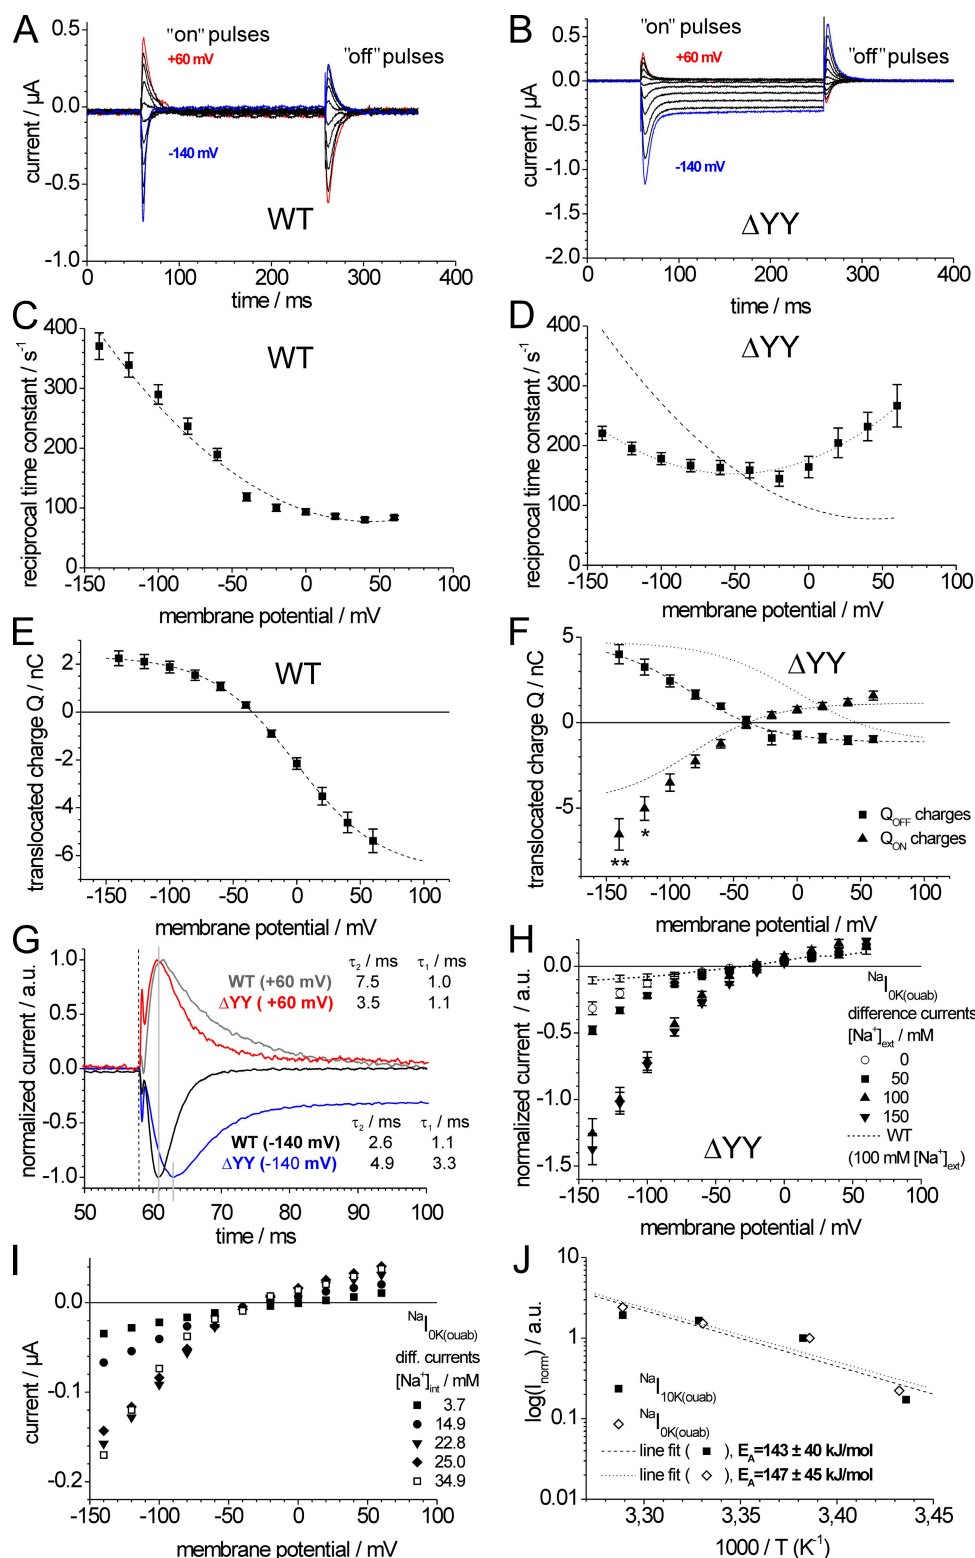 A
"on" pulses
+60 mV
"off" pulses
-140 mV
WT
0.5
0.0
-0.5
-1.0
current / µA
0 100 200 300 400
time / ms
B
"on" pulses
+60 mV
"off" pulses
-140 mV
ΔYY
0.5
0.0
-0.5
-1.0
-1.5
-2.0
current / µA
0 100 200 300 400
time / ms
C
WT
400
300
200
100
0
reciprocal time constant / s⁻¹
-150 -100 -50 0 50 100
membrane potential / mV
D
ΔYY
400
300
200
100
0
reciprocal time constant / s⁻¹
-150 -100 -50 0 50 100
membrane potential / mV
E
WT
2
0
-2
-4
-6
translocated charge Q / nC
-150 -100 -50 0 50 100
membrane potential / mV
F
ΔYY
5
0
-5
translocated charge Q / nC
Q_OFF charges
Q_ON charges
**
*
-150 -100 -50 0 50 100
membrane potential / mV
G
τ₂ / ms τ₁ / ms
WT (+60 mV) 7.5 1.0
ΔYY ( +60 mV) 3.5 1.1
τ₂ / ms τ₁ / ms
WT (-140 mV) 2.6 1.1
ΔYY (-140 mV) 4.9 3.3
1.0
0.5
0.0
-0.5
-1.0
normalized current / a.u.
50 60 70 80 90 100
time / ms
H
0.0
-0.5
-1.0
-1.5
normalized current / a.u.
ᴺᵃI_0K(ouab)
difference currents
[Na⁺]ext / mM
0
50
100
150
WT
(100 mM [Na⁺]ext)
ΔYY
-140 -100 -50 0 50 100
membrane potential / mV
I
0.0
-0.1
-0.2
current / µA
ᴺᵃI_0K(ouab)
diff. currents
[Na⁺]int / mM
3.7
14.9
22.8
25.0
34.9
-150 -100 -50 0 50 100
membrane potential / mV
J
10
1
0.1
0.01
log(I_norm) / a.u.
ᴺᵃI_10K(ouab)
ᴺᵃI_0K(ouab)
line fit ( ■ ), E_A=143 ± 40 kJ/mol
line fit ( ◇ ), E_A=147 ± 45 kJ/mol
3,30 3,35 3,40 3,45
1000 / T (K⁻¹)